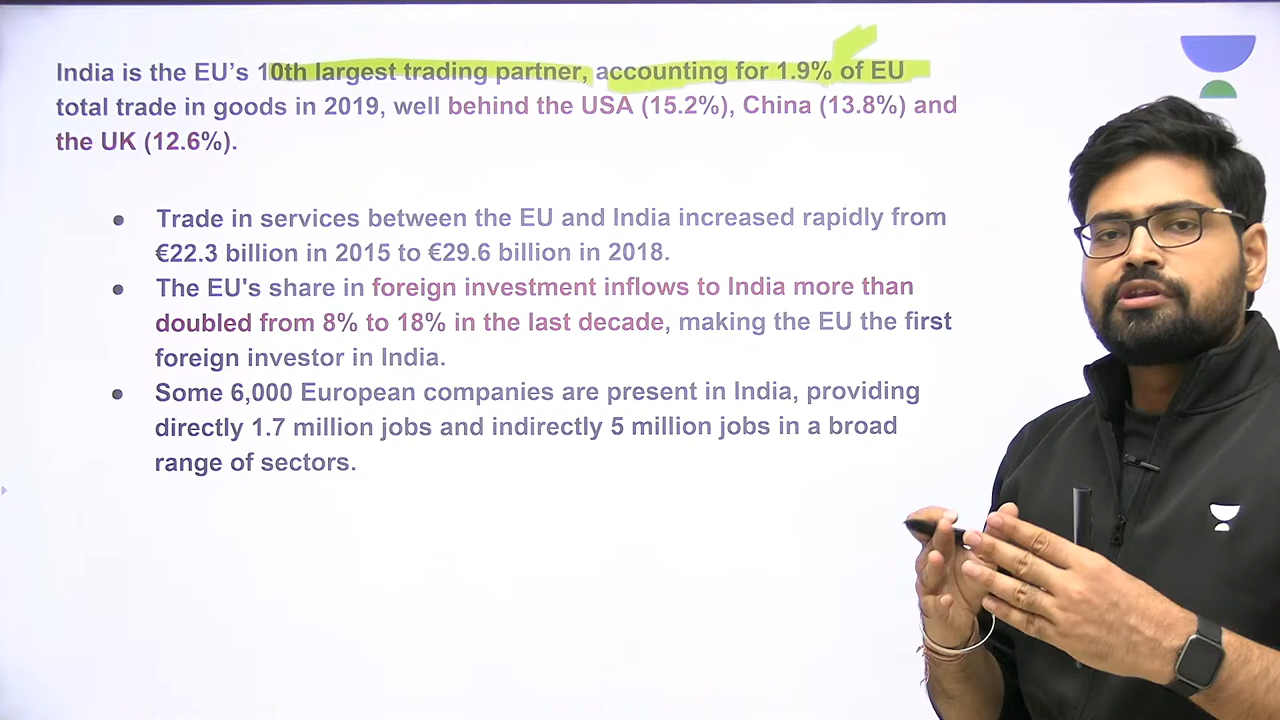 India is the EU’s 10th largest trading partner, accounting for 1.9% of EU
total trade in goods in 2019, well behind the USA (15.2%), China (13.8%) and
the UK (12.6%).
● Trade in services between the EU and India increased rapidly from
€22.3 billion in 2015 to €29.6 billion in 2018.
● The EU's share in foreign investment inflows to India more than
doubled from 8% to 18% in the last decade, making the EU the first
foreign investor in India.
● Some 6,000 European companies are present in India, providing
directly 1.7 million jobs and indirectly 5 million jobs in a broad
range of sectors.